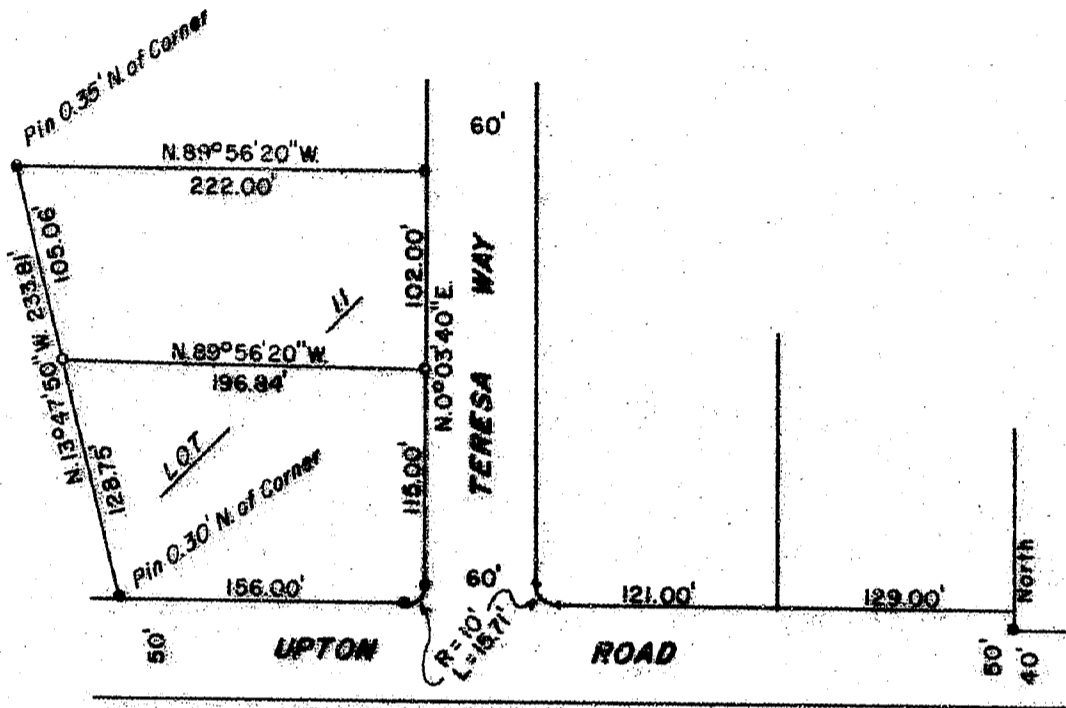 Pin 0.35' N. of Corner
60'
N.89°56'20"W.
222.00'
N.13°47'50"W. 233.81'
105.06'
128.75'
102.00'
N.0°03'40"E.
TERESA WAY
11
N.89°56'20"W.
196.84'
LOT
Pin 0.30' N. of Corner
115.00'
156.00'
60'
R = 10'
L = 15.71'
121.00'
129.00'
North
50'
UPTON ROAD
40'